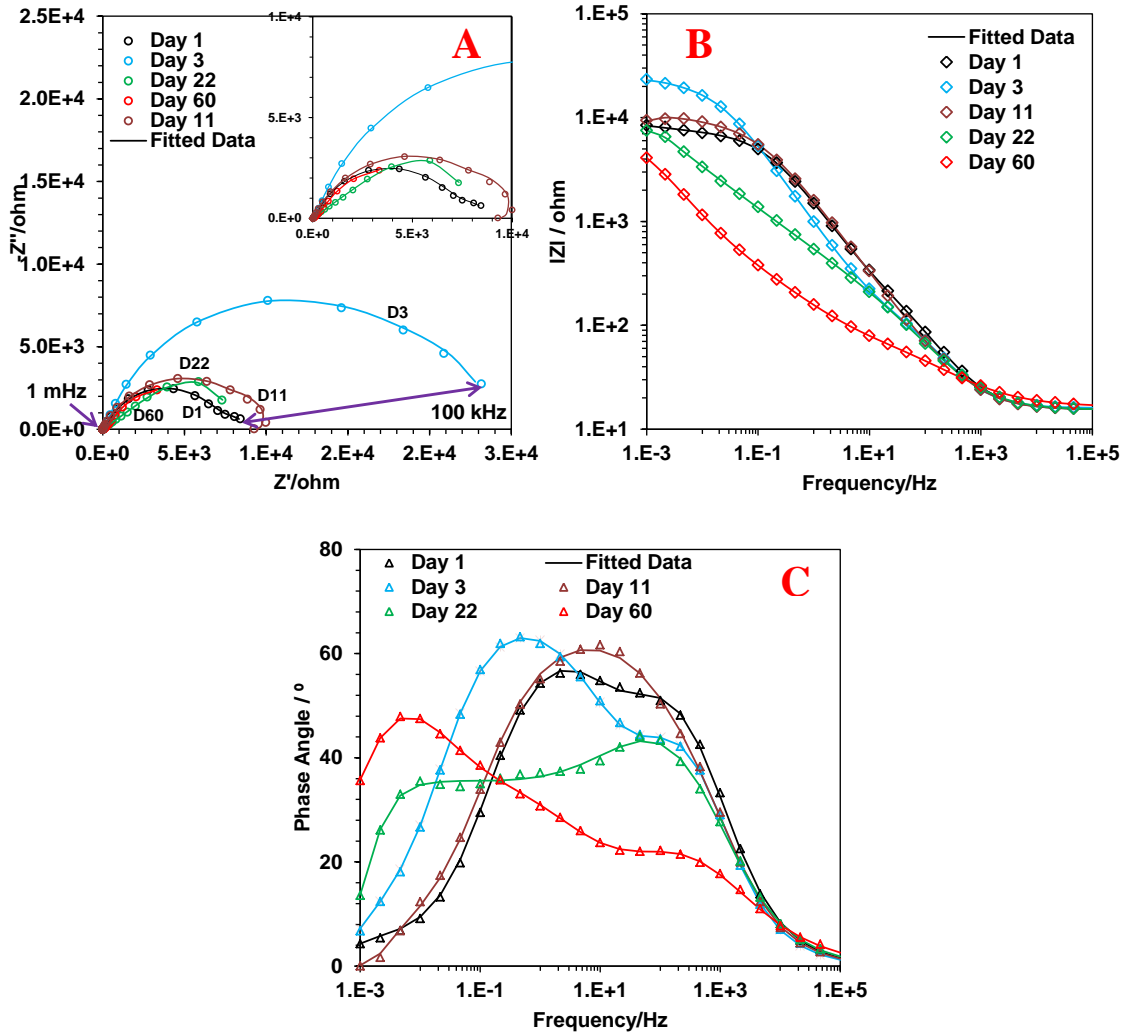 A
-Z"/ohm
2.5E+4
2.0E+4
1.5E+4
1.0E+4
5.0E+3
0.0E+0
Day 1
Day 3
Day 22
Day 60
Day 11
Fitted Data
1.E+4
5.E+3
0.E+0
0.E+0
5.E+3
1.E+4
D3
D22
1 mHz
D11
D60
D1
100 kHz
0.E+0
5.E+3
1.E+4
2.E+4
2.E+4
3.E+4
Z'/ohm
B
Fitted Data
Day 1
Day 3
Day 11
Day 22
Day 60
IZI / ohm
1.E+5
1.E+4
1.E+3
1.E+2
1.E+1
1.E-3
1.E-1
1.E+1
1.E+3
1.E+5
Frequency/Hz
C
Day 1
Fitted Data
Day 3
Day 11
Day 22
Day 60
Phase Angle / º
80
60
40
20
0
1.E-3
1.E-1
1.E+1
1.E+3
1.E+5
Frequency/Hz